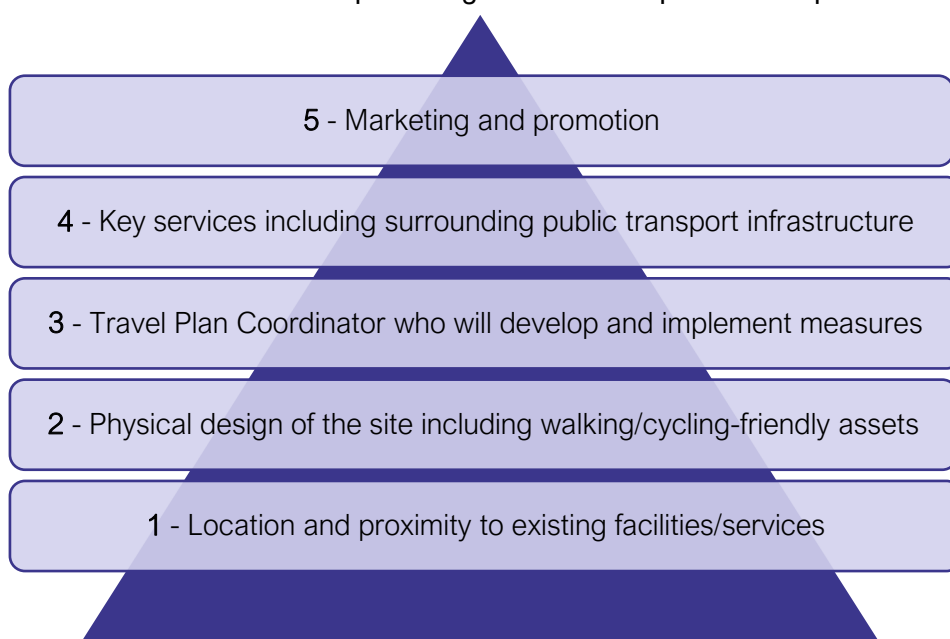 5 - Marketing and promotion
4 - Key services including surrounding public transport infrastructure
3 - Travel Plan Coordinator who will develop and implement measures
2 - Physical design of the site including walking/cycling-friendly assets
1 - Location and proximity to existing facilities/services